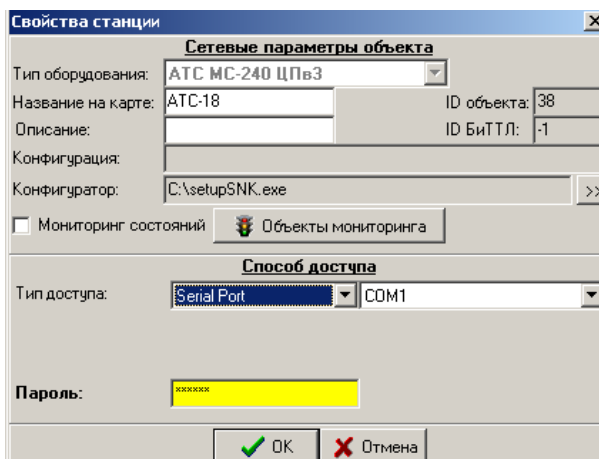 Свойства станции
Сетевые параметры объекта
Тип оборудования: АТС МС-240 ЦПв3
Название на карте: АТС-18 ID объекта: 38
Описание: ID БиТТЛ: -1
Конфигурация:
Конфигуратор: C:\setupSNK.exe >>
Мониторинг состояний Объекты мониторинга
Способ доступа
Тип доступа: Serial Port COM1
Пароль: ******
OK Отмена